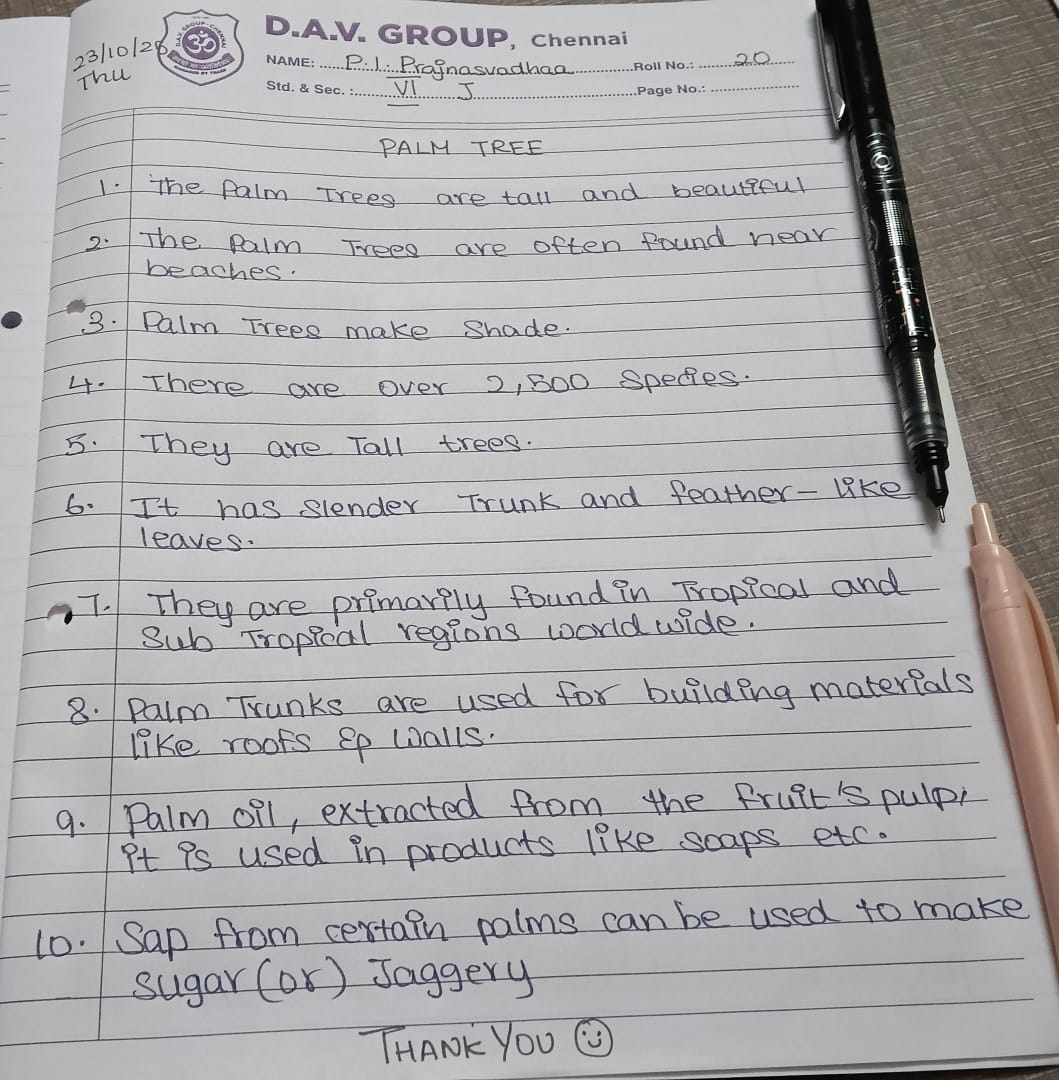 23/10/25
Thu
D.A.V. GROUP, Chennai
NAME: P.I. Prajnasvadhaa Roll No.: 20
Std. & Sec. : VI J Page No.:
PALM TREE
1. The Palm Trees are tall and beautiful
2. The Palm Trees are often found near
beaches.
3. Palm Trees make Shade.
4. There are over 2,500 Species.
5. They are Tall trees.
6. It has Slender Trunk and feather-like
leaves.
7. They are primarily found in Tropical and
Sub Tropical regions world wide.
8. Palm Trunks are used for building materials
like roofs & walls.
9. Palm oil, extracted from the fruit's pulp,
it is used in products like soaps etc.
10. Sap from certain palms can be used to make
sugar (or) Jaggery
THANK YOU